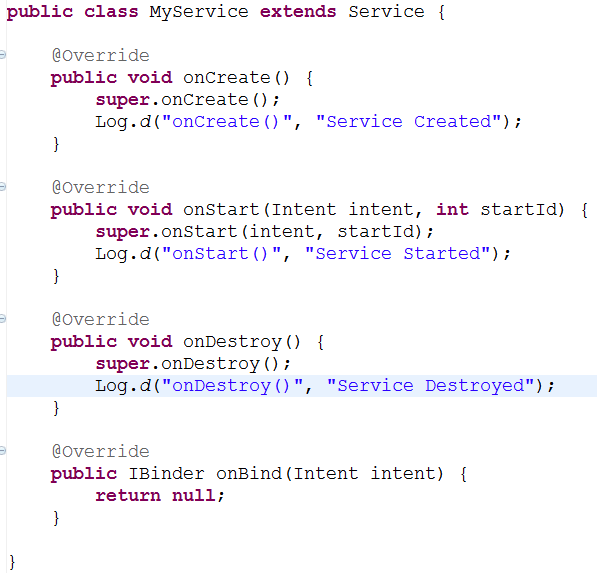 public class MyService extends Service {
@Override
public void onCreate() {
super.onCreate();
Log.d("onCreate()", "Service Created");
}
@Override
public void onStart(Intent intent, int startId) {
super.onStart(intent, startId);
Log.d("onStart()", "Service Started");
}
@Override
public void onDestroy() {
super.onDestroy();
Log.d("onDestroy()", "Service Destroyed");
}
@Override
public IBinder onBind(Intent intent) {
return null;
}
}